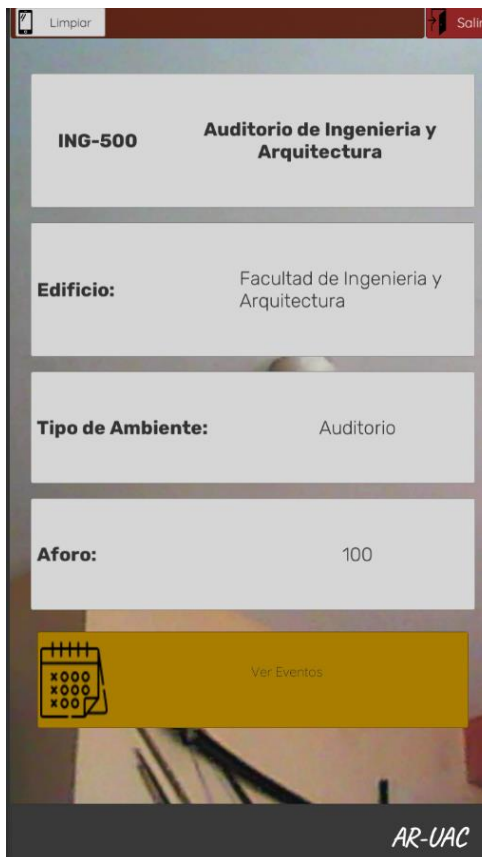 Limpiar
Salir
ING-500
Auditorio de Ingenieria y
Arquitectura
Edificio:
Facultad de Ingenieria y
Arquitectura
Tipo de Ambiente:
Auditorio
Aforo:
100
Ver Eventos
AR-UAC